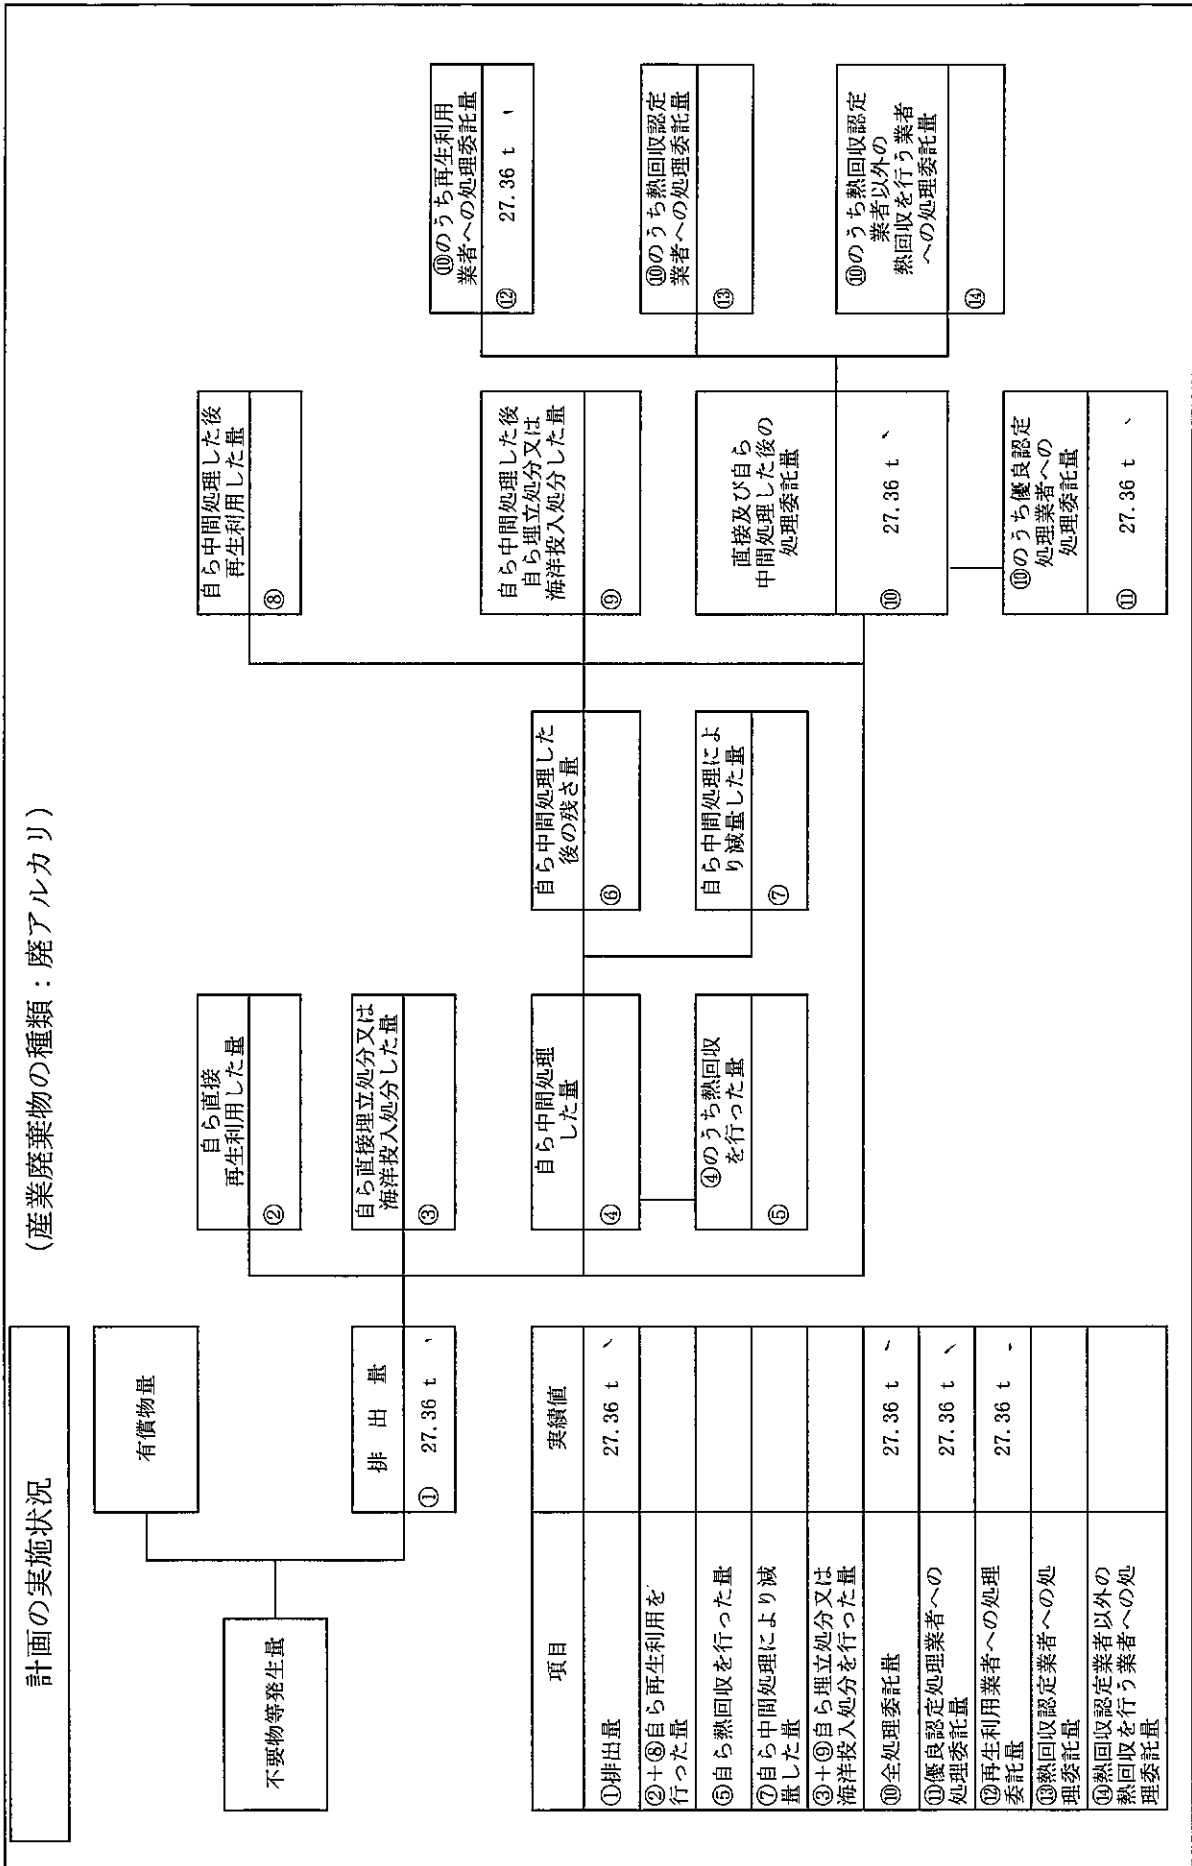 計画の実施状況
(産業廃棄物の種類：廃アルカリ)
不要物等発生量
有償物量
排 出 量
① 27.36 t
自ら直接
再生利用した量
②
自ら直接埋立処分又は
海洋投入処分した量
③
自ら中間処理
した量
④
④のうち熱回収
を行った量
⑤
自ら中間処理した
後の残さ量
⑥
自ら中間処理によ
り減量した量
⑦
自ら中間処理した後
再生利用した量
⑧
自ら中間処理した後
自ら埋立処分又は
海洋投入処分した量
⑨
直接及び自ら
中間処理した後の
処理委託量
⑩ 27.36 t
⑩のうち優良認定
処理業者への
処理委託量
⑪ 27.36 t
⑩のうち再生利用
業者への処理委託量
⑫ 27.36 t
⑩のうち熱回収認定
業者への処理委託量
⑬
⑩のうち熱回収認定
業者以外の
熱回収を行う業者
への処理委託量
⑭
項目 実績値
①排出量 27.36 t
②＋⑧自ら再生利用を
行った量
⑤自ら熱回収を行った量
⑦自ら中間処理により減
量した量
③＋⑨自ら埋立処分又は
海洋投入処分を行った量
⑩全処理委託量 27.36 t
⑪優良認定処理業者への
処理委託量 27.36 t
⑫再生利用業者への処理
委託量 27.36 t
⑬熱回収認定業者への処
理委託量
⑭熱回収認定業者以外の
熱回収を行う業者への処
理委託量